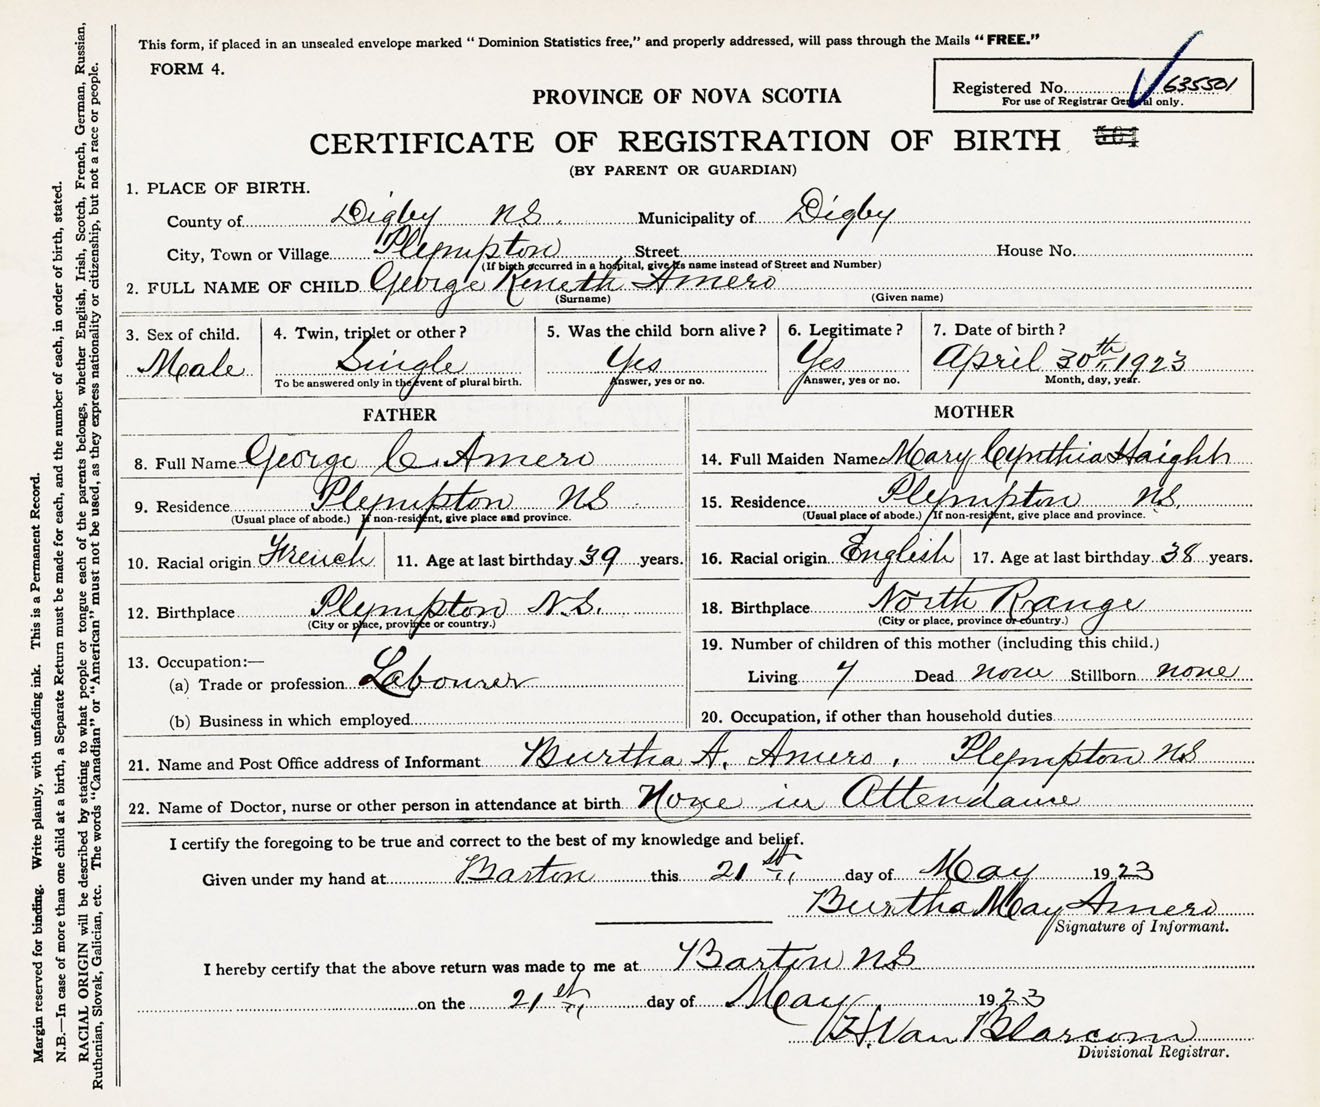 This form, if placed in an unsealed envelope marked " Dominion Statistics free," and properly addressed, will pass through the Mails "FREE."
FORM 4.
Registered No. 635501
For use of Registrar General only.
PROVINCE OF NOVA SCOTIA
CERTIFICATE OF REGISTRATION OF BIRTH
(BY PARENT OR GUARDIAN)
1. PLACE OF BIRTH.
County of Digby NS. Municipality of Digby
City, Town or Village Plympton Street House No.
(If birth occurred in a hospital, give its name instead of Street and Number)
2. FULL NAME OF CHILD George Keneth Amero
(Surname) (Given name)
3. Sex of child. 4. Twin, triplet or other? 5. Was the child born alive? 6. Legitimate? 7. Date of birth?
Male Single Yes Yes April 30th 1923
To be answered only in the event of plural birth. Answer, yes or no. Answer, yes or no. Month, day, year.
FATHER MOTHER
8. Full Name George C. Amero 14. Full Maiden Name Mary Cynthia Haight
9. Residence Plympton NS 15. Residence Plympton NS.
(Usual place of abode.) If non-resident, give place and province. (Usual place of abode.) If non-resident, give place and province.
10. Racial origin French 11. Age at last birthday 39 years. 16. Racial origin English 17. Age at last birthday 38 years.
12. Birthplace Plympton N.S. 18. Birthplace North Range
(City or place, province or country.) (City or place, province or country.)
13. Occupation:— 19. Number of children of this mother (including this child.)
(a) Trade or profession Labourer Living 7 Dead none Stillborn none
(b) Business in which employed 20. Occupation, if other than household duties
21. Name and Post Office address of Informant Burtha A. Amero, Plympton NS
22. Name of Doctor, nurse or other person in attendance at birth None in Attendance
I certify the foregoing to be true and correct to the best of my knowledge and belief.
Given under my hand at Barton this 21st day of May 1923
Burtha May Amero
Signature of Informant.
I hereby certify that the above return was made to me at Barton NS
on the 21st day of May 1923
H. Van Blarcom
Divisional Registrar.
Margin reserved for binding. Write plainly, with unfading ink. This is a Permanent Record.
N.B.—In case of more than one child at a birth, a Separate Return must be made for each, and the number of each, in order of birth, stated.
RACIAL ORIGIN will be described by stating to what people or tongue each of the parents belongs, whether English, Irish, Scotch, French, German, Russian,
Ruthenian, Slovak, Galician, etc. The words "Canadian" or "American" must not be used, as they express nationality or citizenship, but not a race or people.